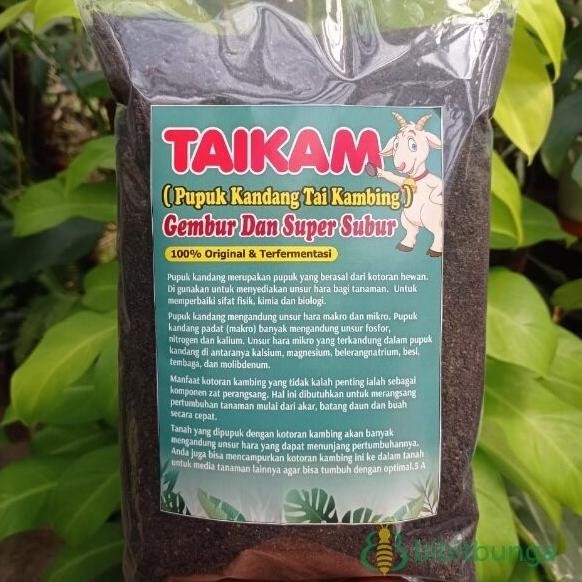 TAIKAM
( Pupuk Kandang Tai Kambing )
Gembur Dan Super Subur
100% Original & Terfermentasi
Pupuk kandang merupakan pupuk yang berasal dari kotoran hewan.
Di gunakan untuk menyediakan unsur hara bagi tanaman. Untuk
memperbaiki sifat fisik, kimia dan biologi.
Pupuk kandang mengandung unsur hara makro dan mikro. Pupuk
kandang padat (makro) banyak mengandung unsur fosfor,
nitrogen dan kalium. Unsur hara mikro yang terkandung dalam pupuk
kandang di antaranya kalsium, magnesium, belerangnatrium, besi,
tembaga, dan molibdenum.
Manfaat kotoran kambing yang tidak kalah penting ialah sebagai
komponen zat perangsang. Hal ini dibutuhkan untuk merangsang
pertumbuhan tanaman mulai dari akar, batang daun dan buah
secara cepat.
Tanah yang dipupuk dengan kotoran kambing akan banyak
mengandung unsur hara yang dapat menunjang pertumbuhannya.
Anda juga bisa mencampurkan kotoran kambing ini ke dalam tanah
untuk media tanaman lainnya agar bisa tumbuh dengan optimal.5 A
bibitbunga